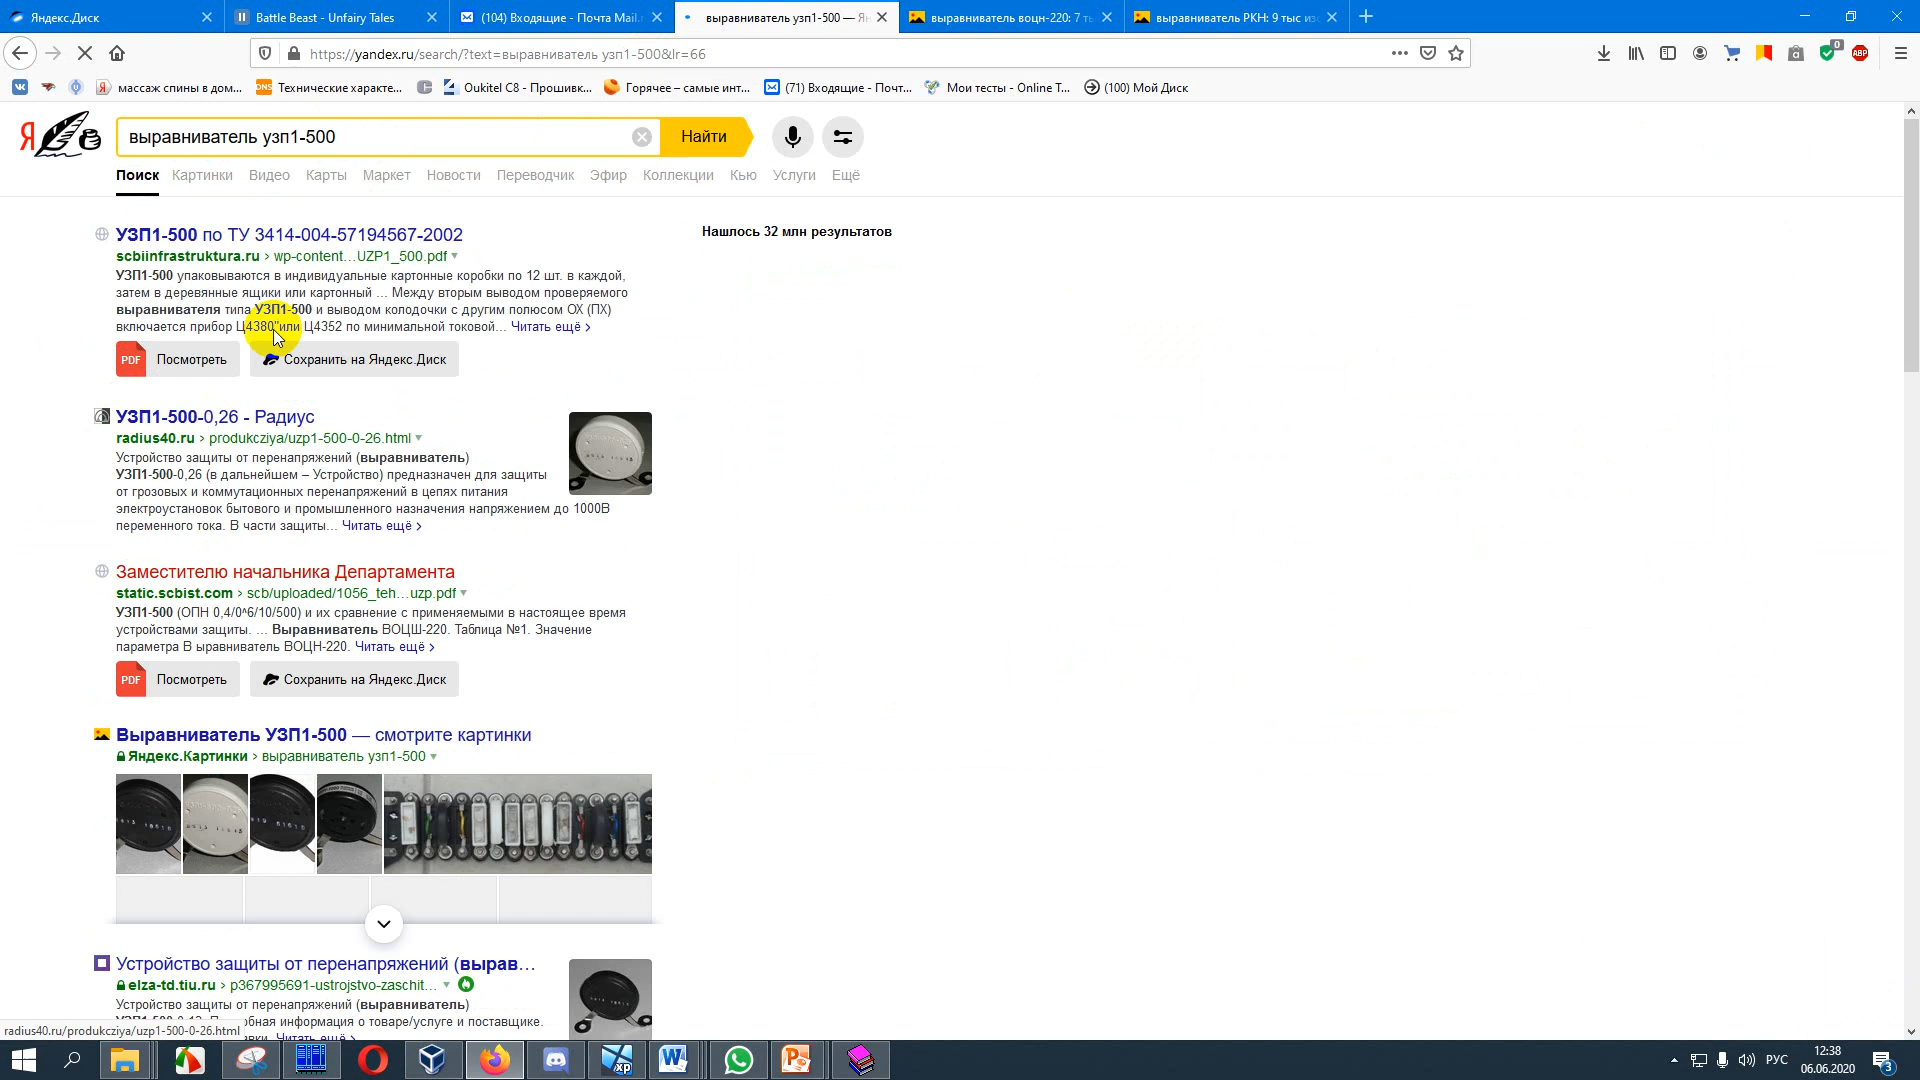 Яндекс.Диск
Battle Beast - Unfairy Tales
(104) Входящие - Почта Mail.r
выравниватель узп1-500 — Ян
выравниватель воцн-220: 7 ты
выравниватель РКН: 9 тыс изо
https://yandex.ru/search/?text=выравниватель узп1-500&lr=66
массаж спины в дом...
DNS
Технические характе...
Oukitel C8 - Прошивк...
Горячее – самые инт...
(71) Входящие - Почт...
Мои тесты - Online T...
(100) Мой Диск
0
ABP
Я
выравниватель узп1-500
Найти
Поиск Картинки Видео Карты Маркет Новости Переводчик Эфир Коллекции Кью Услуги Ещё
Нашлось 32 млн результатов
УЗП1-500 по ТУ 3414-004-57194567-2002
scbiinfrastruktura.ru › wp-content…UZP1_500.pdf
УЗП1-500 упаковываются в индивидуальные картонные коробки по 12 шт. в каждой,
затем в деревянные ящики или картонный ... Между вторым выводом проверяемого
выравнивателя типа УЗП1-500 и выводом колодочки с другим полюсом ОХ (ПХ)
включается прибор Ц4380"или Ц4352 по минимальной токовой... Читать ещё ›
PDF Посмотреть
Сохранить на Яндекс.Диск
УЗП1-500-0,26 - Радиус
radius40.ru › produkcziya/uzp1-500-0-26.html
Устройство защиты от перенапряжений (выравниватель)
УЗП1-500-0,26 (в дальнейшем – Устройство) предназначен для защиты
от грозовых и коммутационных перенапряжений в цепях питания
электроустановок бытового и промышленного назначения напряжением до 1000В
переменного тока. В части защиты... Читать ещё ›
Заместителю начальника Департамента
static.scbist.com › scb/uploaded/1056_teh…uzp.pdf
УЗП1-500 (ОПН 0,4/0^6/10/500) и их сравнение с применяемыми в настоящее время
устройствами защиты. ... Выравниватель ВОЦШ-220. Таблица №1. Значение
параметра В ыравниватель ВОЦН-220. Читать ещё ›
PDF Посмотреть
Сохранить на Яндекс.Диск
Выравниватель УЗП1-500 — смотрите картинки
Яндекс.Картинки › выравниватель узп1-500
Устройство защиты от перенапряжений (вырав…
elza-td.tiu.ru › p367995691-ustrojstvo-zaschit…
Устройство защиты от перенапряжений (выравниватель)
бная информация о товаре/услуге и поставщике.
Читать ещё ›
radius40.ru/produkcziya/uzp1-500-0-26.html
xp
РУС
12:38
06.06.2020
3